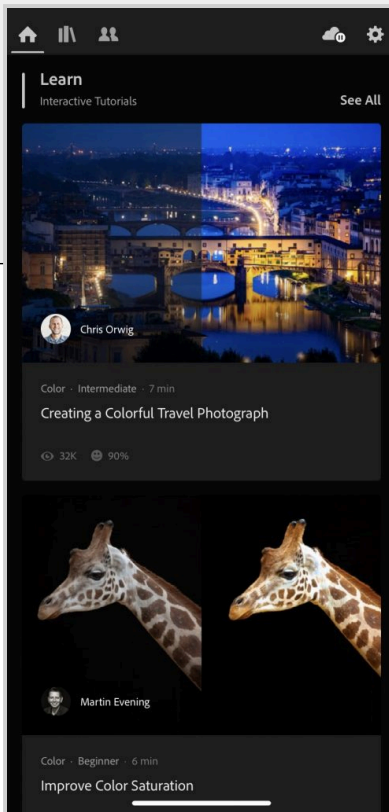 Learn
Interactive Tutorials
See All
Chris Orwig
Color · Intermediate · 7 min
Creating a Colorful Travel Photograph
32K 90%
Martin Evening
Color · Beginner · 6 min
Improve Color Saturation